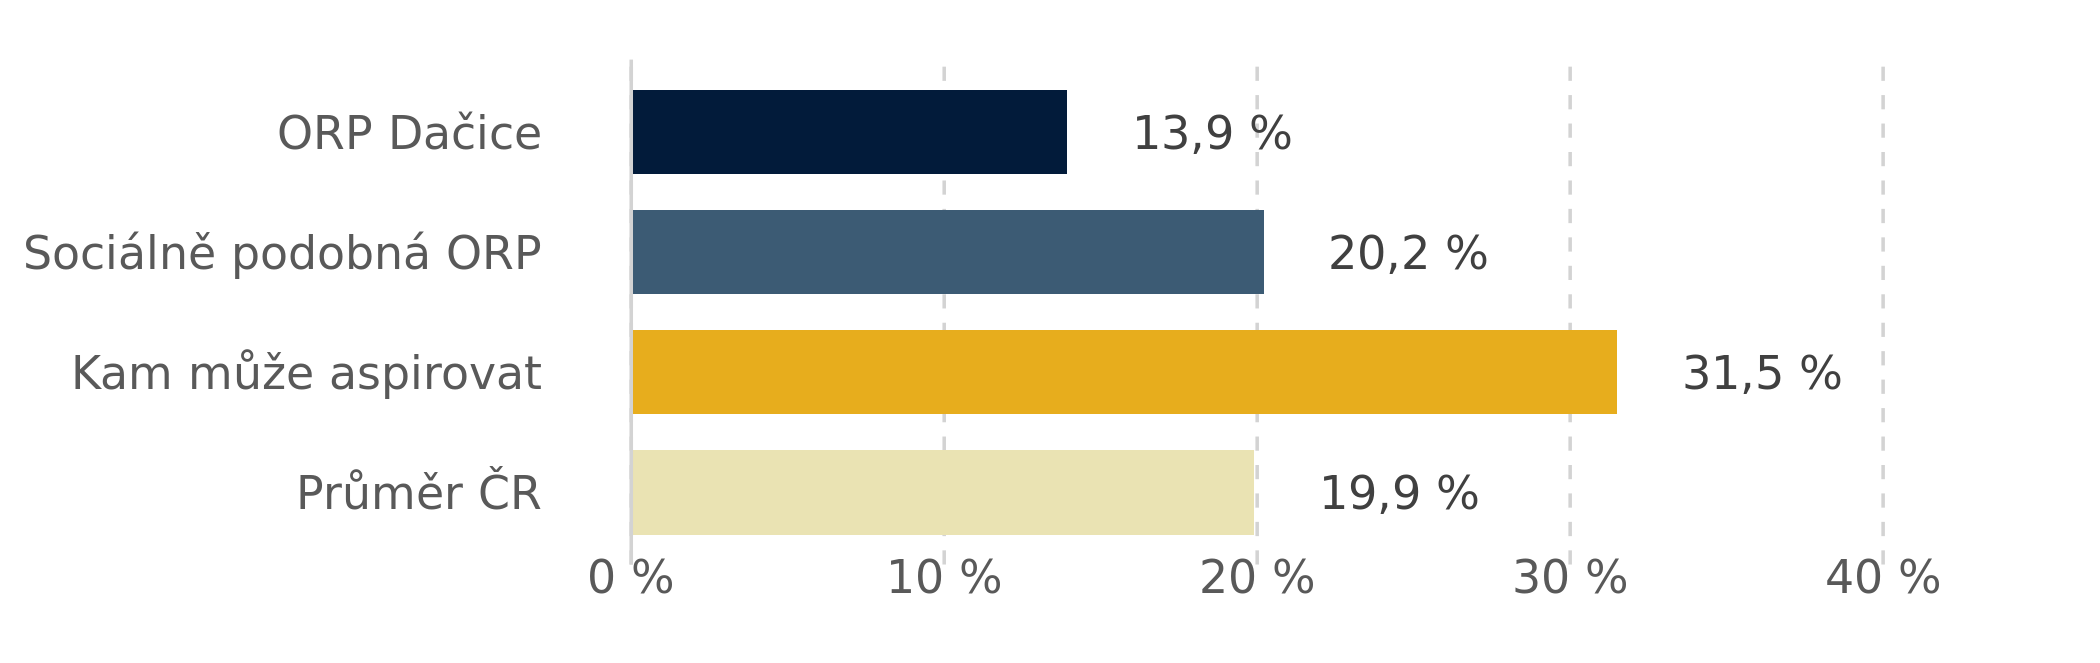 ORP Dačice 13,9 %
Sociálně podobná ORP 20,2 %
Kam může aspirovat 31,5 %
Průměr ČR 19,9 %
0 % 10 % 20 % 30 % 40 %